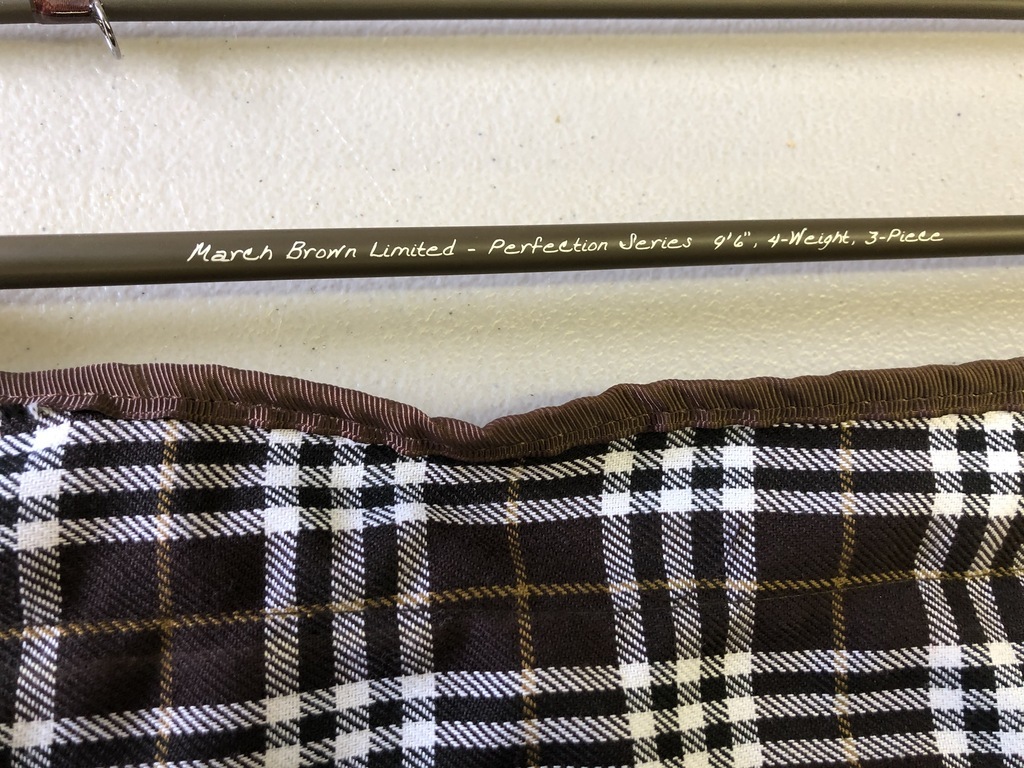 March Brown Limited - Perfection Series 9'6", 4-Weight, 3-Piece